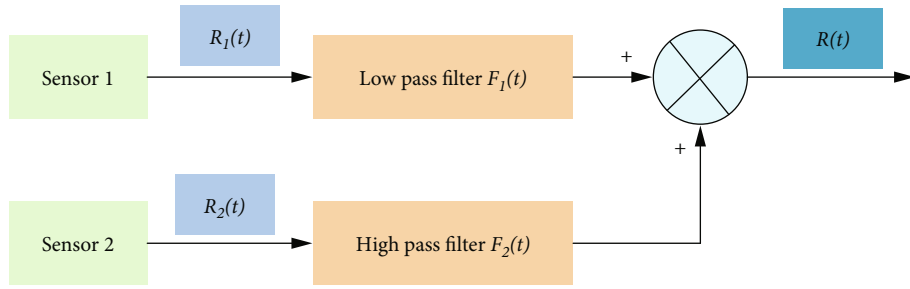 R₁(t)
R(t)
Sensor 1
Low pass filter F₁(t)
+
+
R₂(t)
Sensor 2
High pass filter F₂(t)